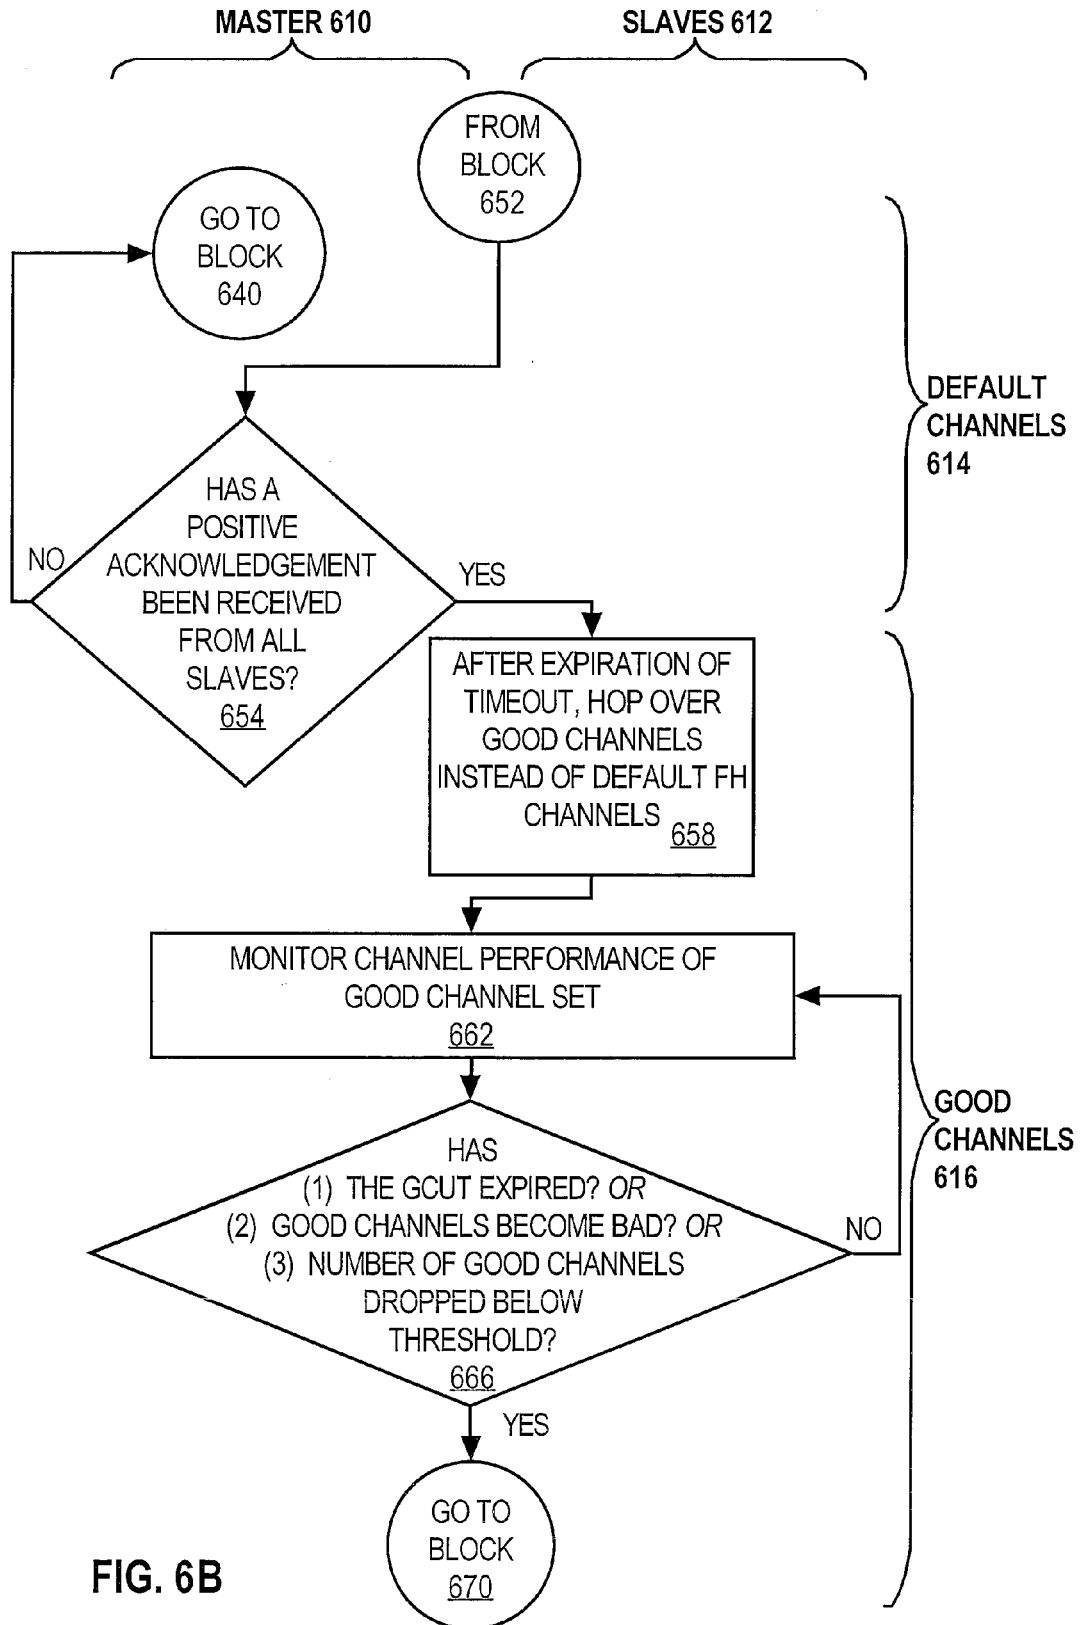 MASTER 610
SLAVES 612
FROM
BLOCK
652
GO TO
BLOCK
640
DEFAULT
CHANNELS
614
HAS A
POSITIVE
ACKNOWLEDGEMENT
BEEN RECEIVED
FROM ALL
SLAVES?
654
NO
YES
AFTER EXPIRATION OF
TIMEOUT, HOP OVER
GOOD CHANNELS
INSTEAD OF DEFAULT FH
CHANNELS
658
MONITOR CHANNEL PERFORMANCE OF
GOOD CHANNEL SET
662
GOOD
CHANNELS
616
HAS
(1) THE GCUT EXPIRED? OR
(2) GOOD CHANNELS BECOME BAD? OR
(3) NUMBER OF GOOD CHANNELS
DROPPED BELOW
THRESHOLD?
666
NO
YES
GO TO
BLOCK
670
FIG. 6B